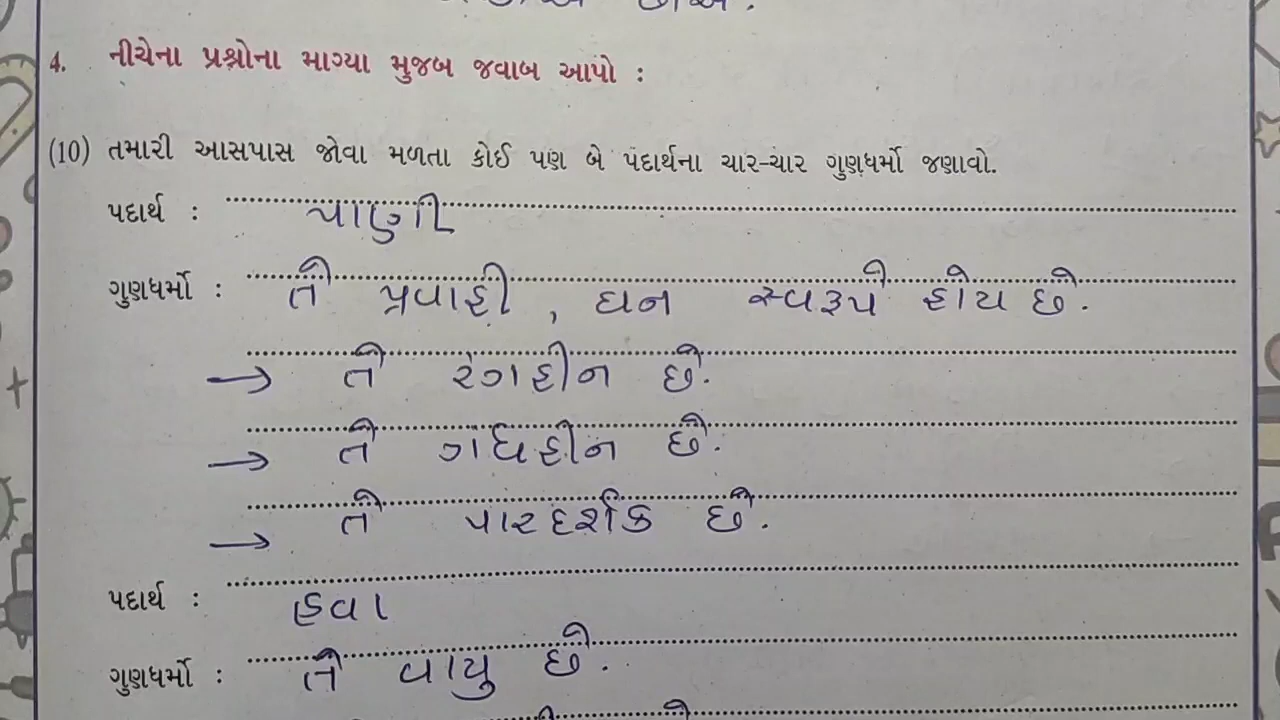 4. નીચેના પ્રશ્નોના માગ્યા મુજબ જવાબ આપો :
(10) તમારી આસપાસ જોવા મળતા કોઈ પણ બે પદાર્થના ચાર-ચાર ગુણધર્મો જણાવો.
પદાર્થ : પાણી
ગુણધર્મો : તે પ્રવાહી, ઘન સ્વરૂપે હોય છે.
→ તે રંગહીન છે.
→ તે ગંધહીન છે.
→ તે પારદર્શક છે.
પદાર્થ : હવા
ગુણધર્મો : તે વાયુ છે.